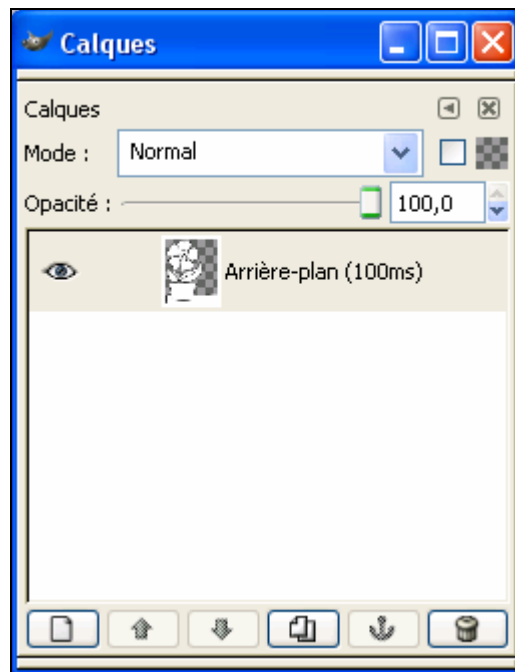 Calques
Calques
Mode : Normal
Opacité : 100,0
Arrière-plan (100ms)